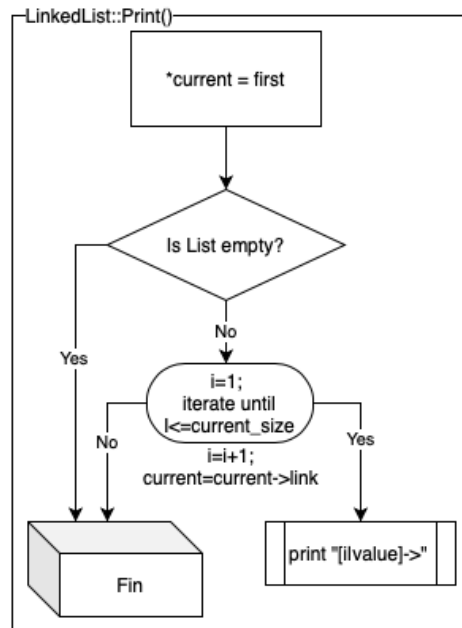 LinkedList::Print()
*current = first
Is List empty?
No
Yes
i=1;
iterate until
I<=current_size
No
Yes
i=i+1;
current=current->link
print "[i|value]->"
Fin